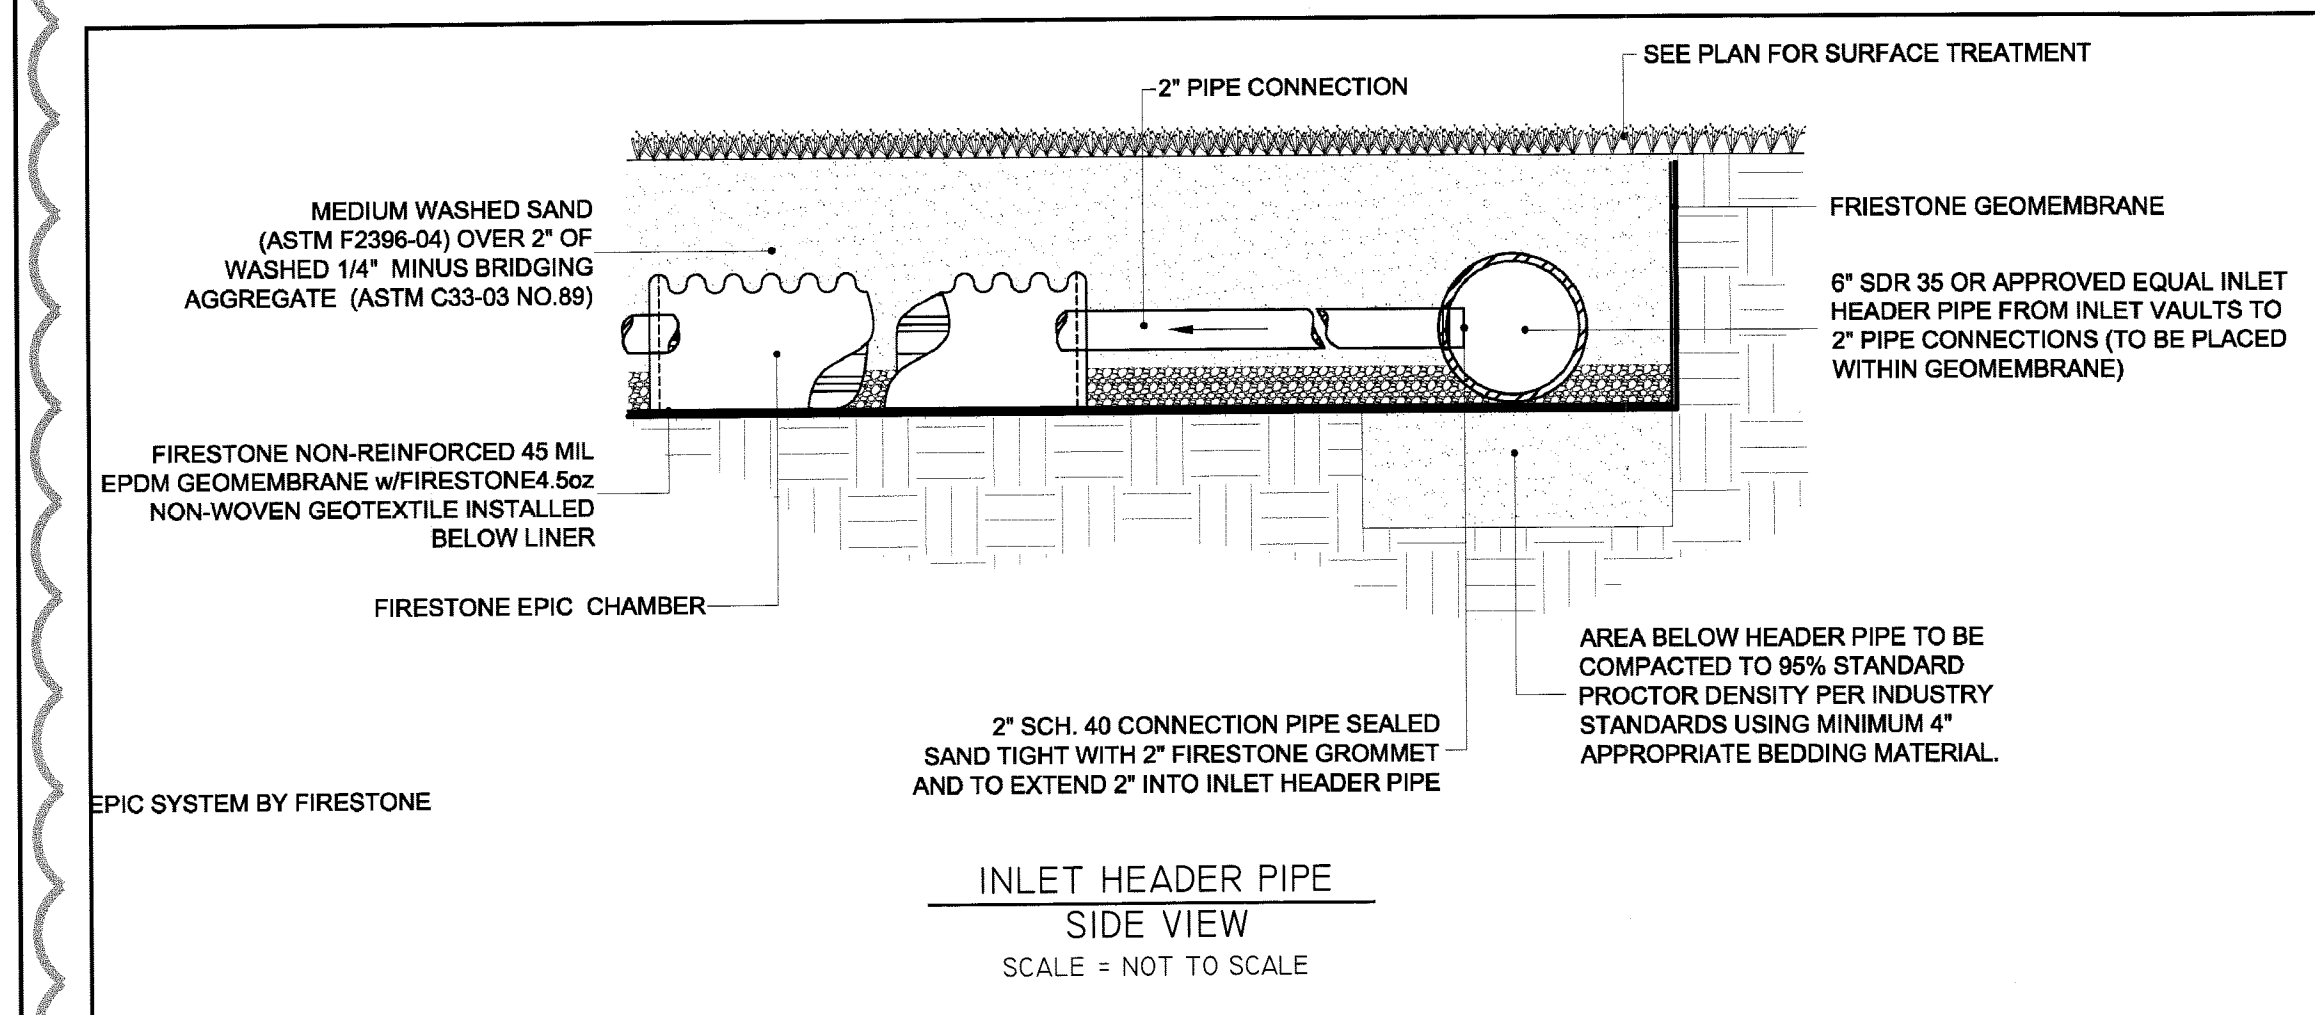 SEE PLAN FOR SURFACE TREATMENT
2" PIPE CONNECTION
MEDIUM WASHED SAND
(ASTM F2396-04) OVER 2" OF
WASHED 1/4" MINUS BRIDGING
AGGREGATE (ASTM C33-03 NO.89)
FRIESTONE GEOMEMBRANE
6" SDR 35 OR APPROVED EQUAL INLET
HEADER PIPE FROM INLET VAULTS TO
2" PIPE CONNECTIONS (TO BE PLACED
WITHIN GEOMEMBRANE)
FIRESTONE NON-REINFORCED 45 MIL
EPDM GEOMEMBRANE w/FIRESTONE4.5oz
NON-WOVEN GEOTEXTILE INSTALLED
BELOW LINER
FIRESTONE EPIC CHAMBER
AREA BELOW HEADER PIPE TO BE
COMPACTED TO 95% STANDARD
PROCTOR DENSITY PER INDUSTRY
STANDARDS USING MINIMUM 4"
APPROPRIATE BEDDING MATERIAL.
2" SCH. 40 CONNECTION PIPE SEALED
SAND TIGHT WITH 2" FIRESTONE GROMMET
AND TO EXTEND 2" INTO INLET HEADER PIPE
EPIC SYSTEM BY FIRESTONE
INLET HEADER PIPE
SIDE VIEW
SCALE = NOT TO SCALE